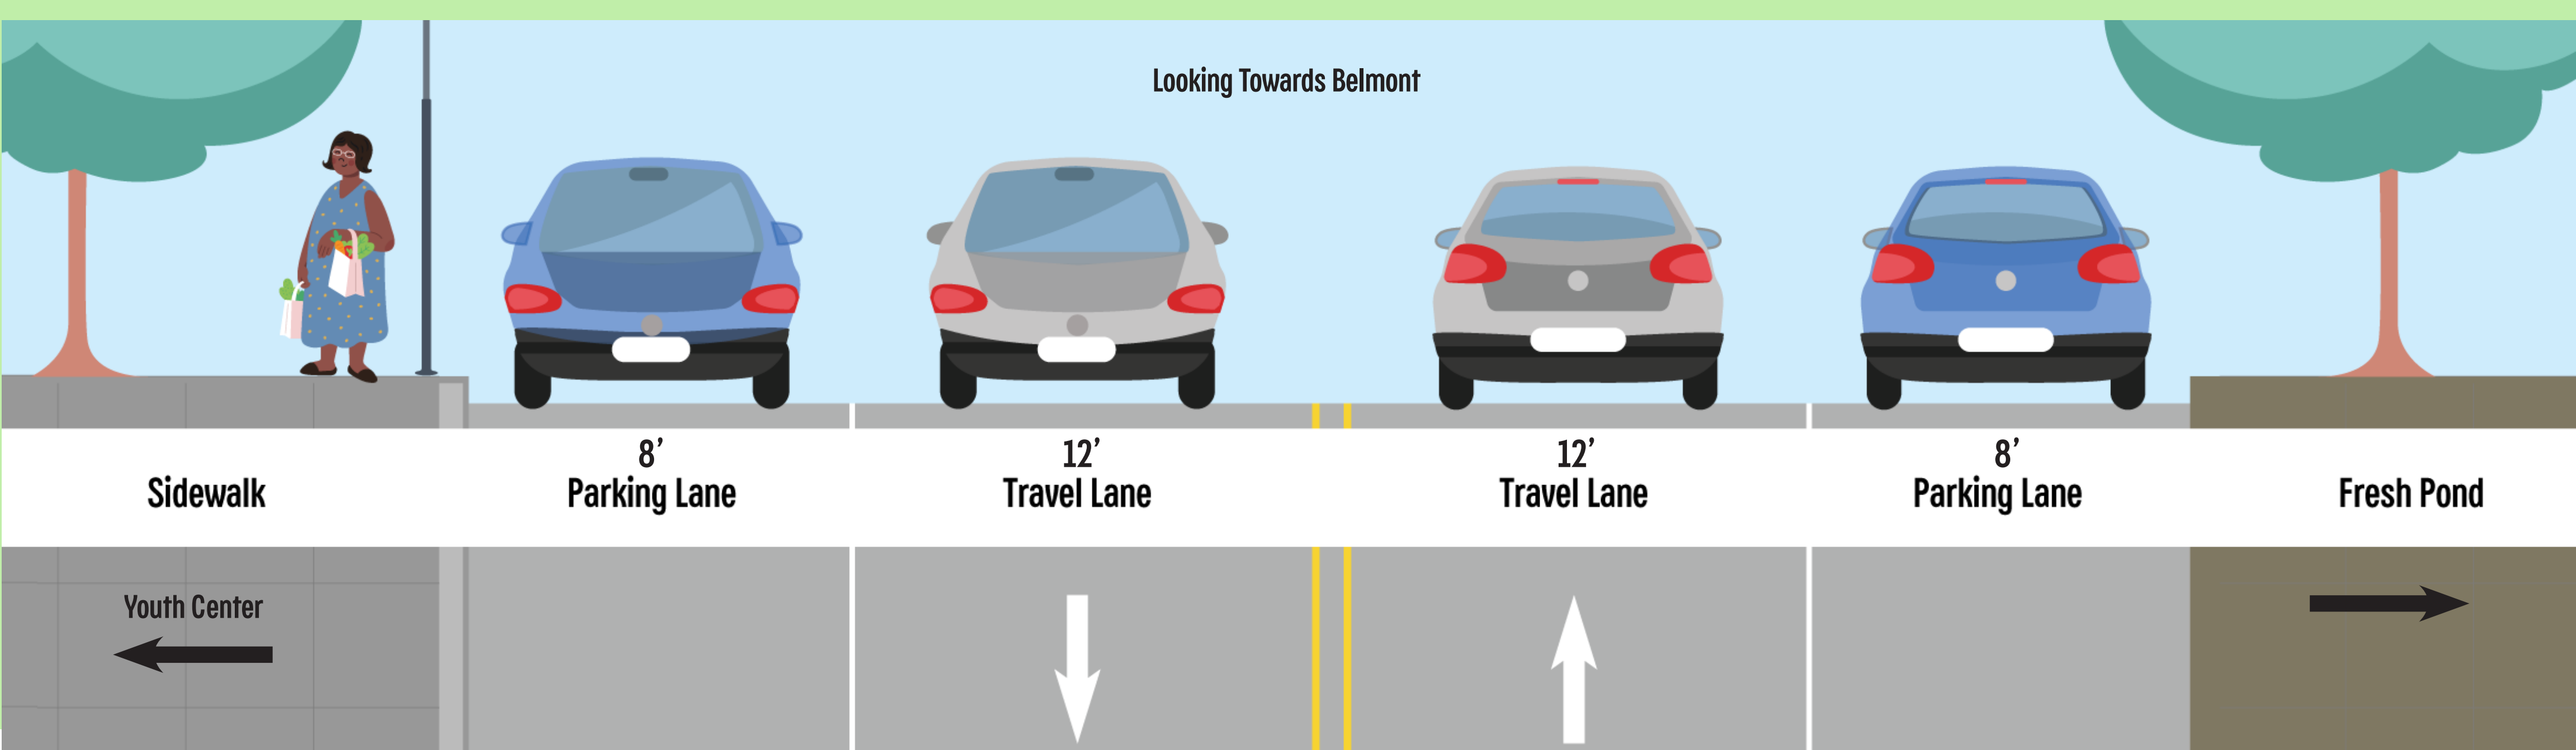 Looking Towards Belmont
8’
12’
12’
8’
Sidewalk
Parking Lane
Travel Lane
Travel Lane
Parking Lane
Fresh Pond
Youth Center